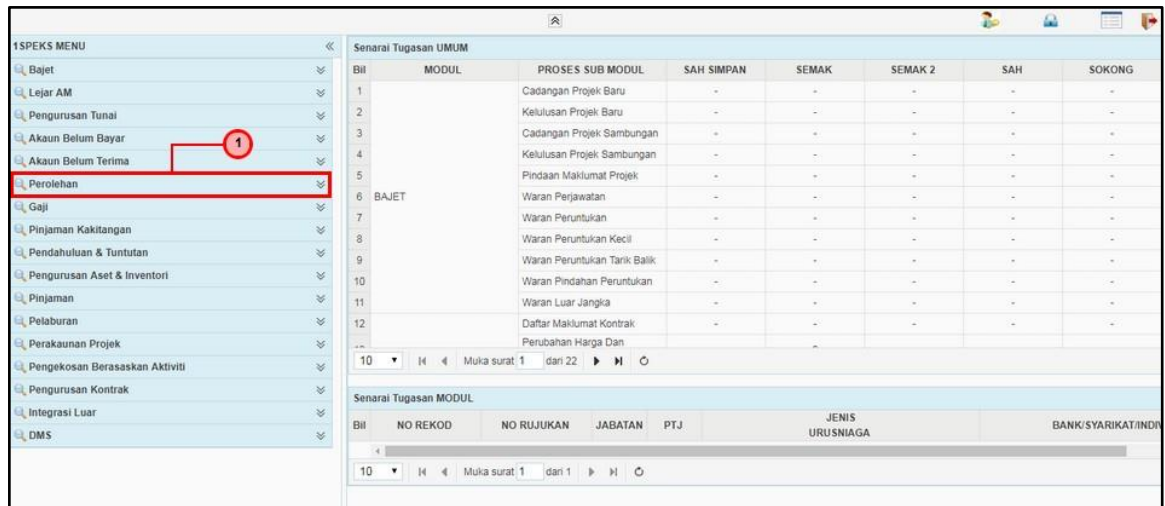 1SPEKS MENU
Bajet
Lejar AM
Pengurusan Tunai
Akaun Belum Bayar
1
Akaun Belum Terima
Perolehan
Gaji
Pinjaman Kakitangan
Pendahuluan & Tuntutan
Pengurusan Aset & Inventori
Pinjaman
Pelaburan
Perakaunan Projek
Pengekosan Berasaskan Aktiviti
Pengurusan Kontrak
Integrasi Luar
DMS
Senarai Tugasan UMUM
Bil MODUL PROSES SUB MODUL SAH SIMPAN SEMAK SEMAK 2 SAH SOKONG
1 Cadangan Projek Baru - - - - -
2 Kelulusan Projek Baru - - - - -
3 Cadangan Projek Sambungan - - - - -
4 Kelulusan Projek Sambungan - - - - -
5 Pindaan Maklumat Projek - - - - -
6 BAJET Waran Perjawatan - - - - -
7 Waran Peruntukan - - - - -
8 Waran Peruntukan Kecil - - - - -
9 Waran Peruntukan Tarik Balik - - - - -
10 Waran Pindahan Peruntukan - - - - -
11 Waran Luar Jangka - - - - -
12 Daftar Maklumat Kontrak - - - - -
Perubahan Harga Dan
10 Muka surat 1 dari 22
Senarai Tugasan MODUL
Bil NO REKOD NO RUJUKAN JABATAN PTJ JENIS URUSNIAGA BANK/SYARIKAT/INDIV
10 Muka surat 1 dari 1